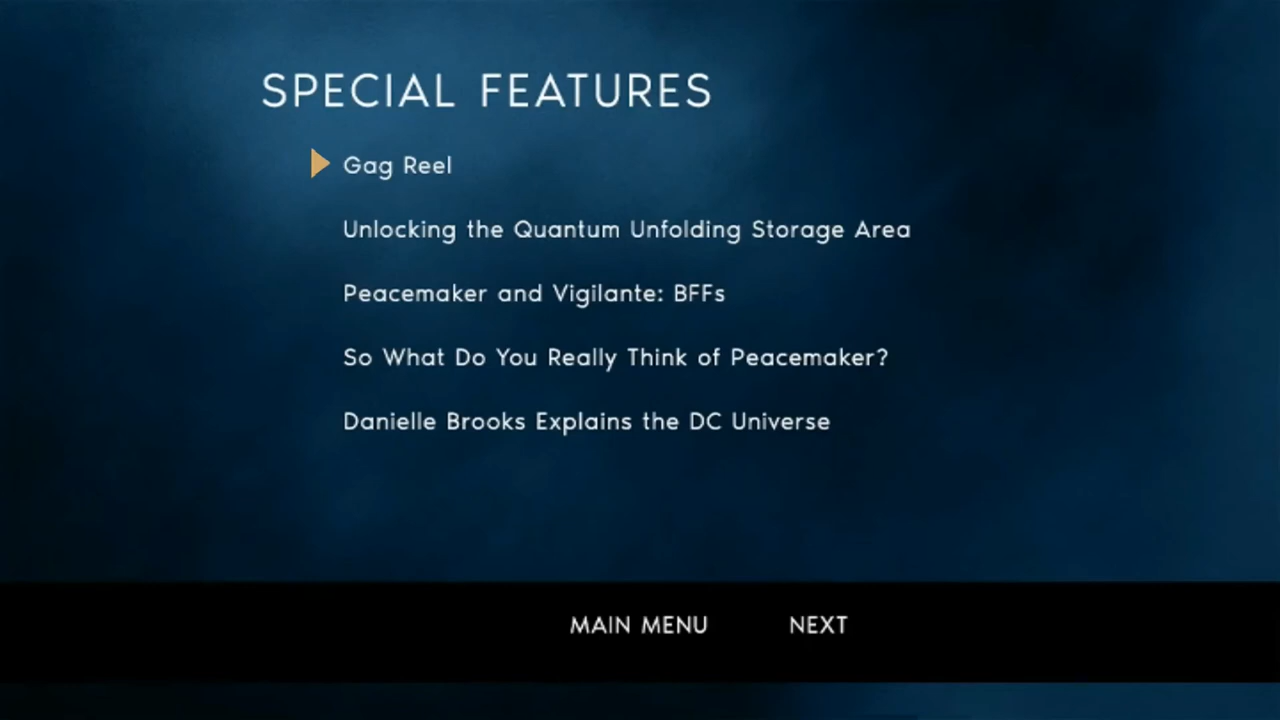 SPECIAL FEATURES
Gag Reel
Unlocking the Quantum Unfolding Storage Area
Peacemaker and Vigilante: BFFs
So What Do You Really Think of Peacemaker?
Danielle Brooks Explains the DC Universe
MAIN MENU NEXT